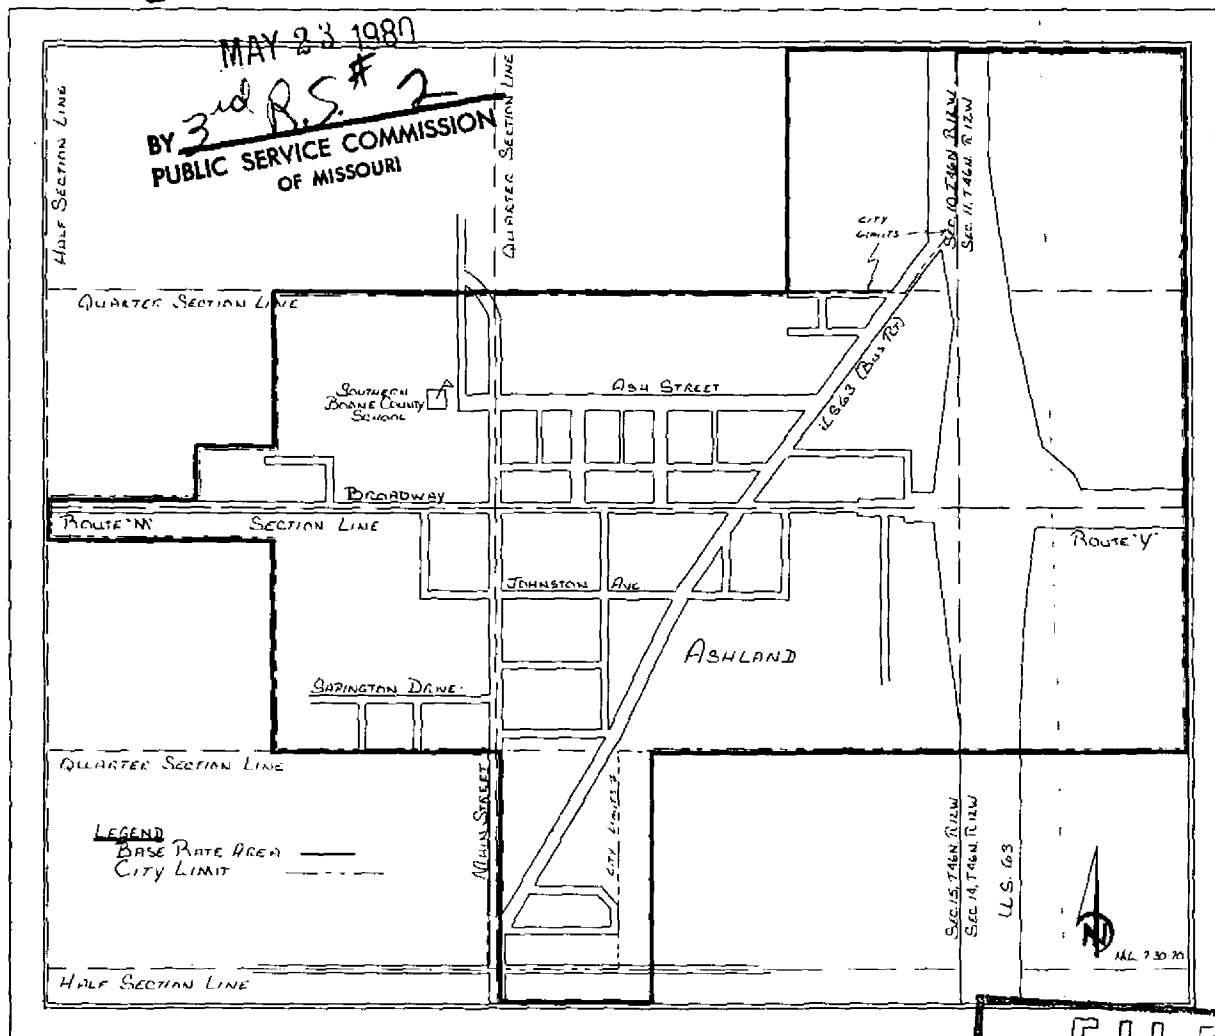 MAY 23 1980
3rd R.S. # 2
BY
PUBLIC SERVICE COMMISSION
OF MISSOURI
HALF SECTION LINE
QUARTER SECTION LINE
SEC. 10, T46N, R12W
SEC. 11, T46N, R12W
CITY
LIMITS
QUARTER SECTION LINE
U.S. 63 (BUS RT)
ASH STREET
SOUTHERN
BOONE COUNTY
SCHOOL
BROADWAY
ROUTE "M"
SECTION LINE
ROUTE "Y"
JOHNSTON AVE
ASHLAND
SAPINGTON DRIVE
QUARTER SECTION LINE
MAIN STREET
CITY LIMITS
LEGEND
BASE RATE AREA
CITY LIMIT
SEC 15, T46N, R12W
SEC 14, T46N, R12W
U.S. 63
N
7-30-70
HALF SECTION LINE